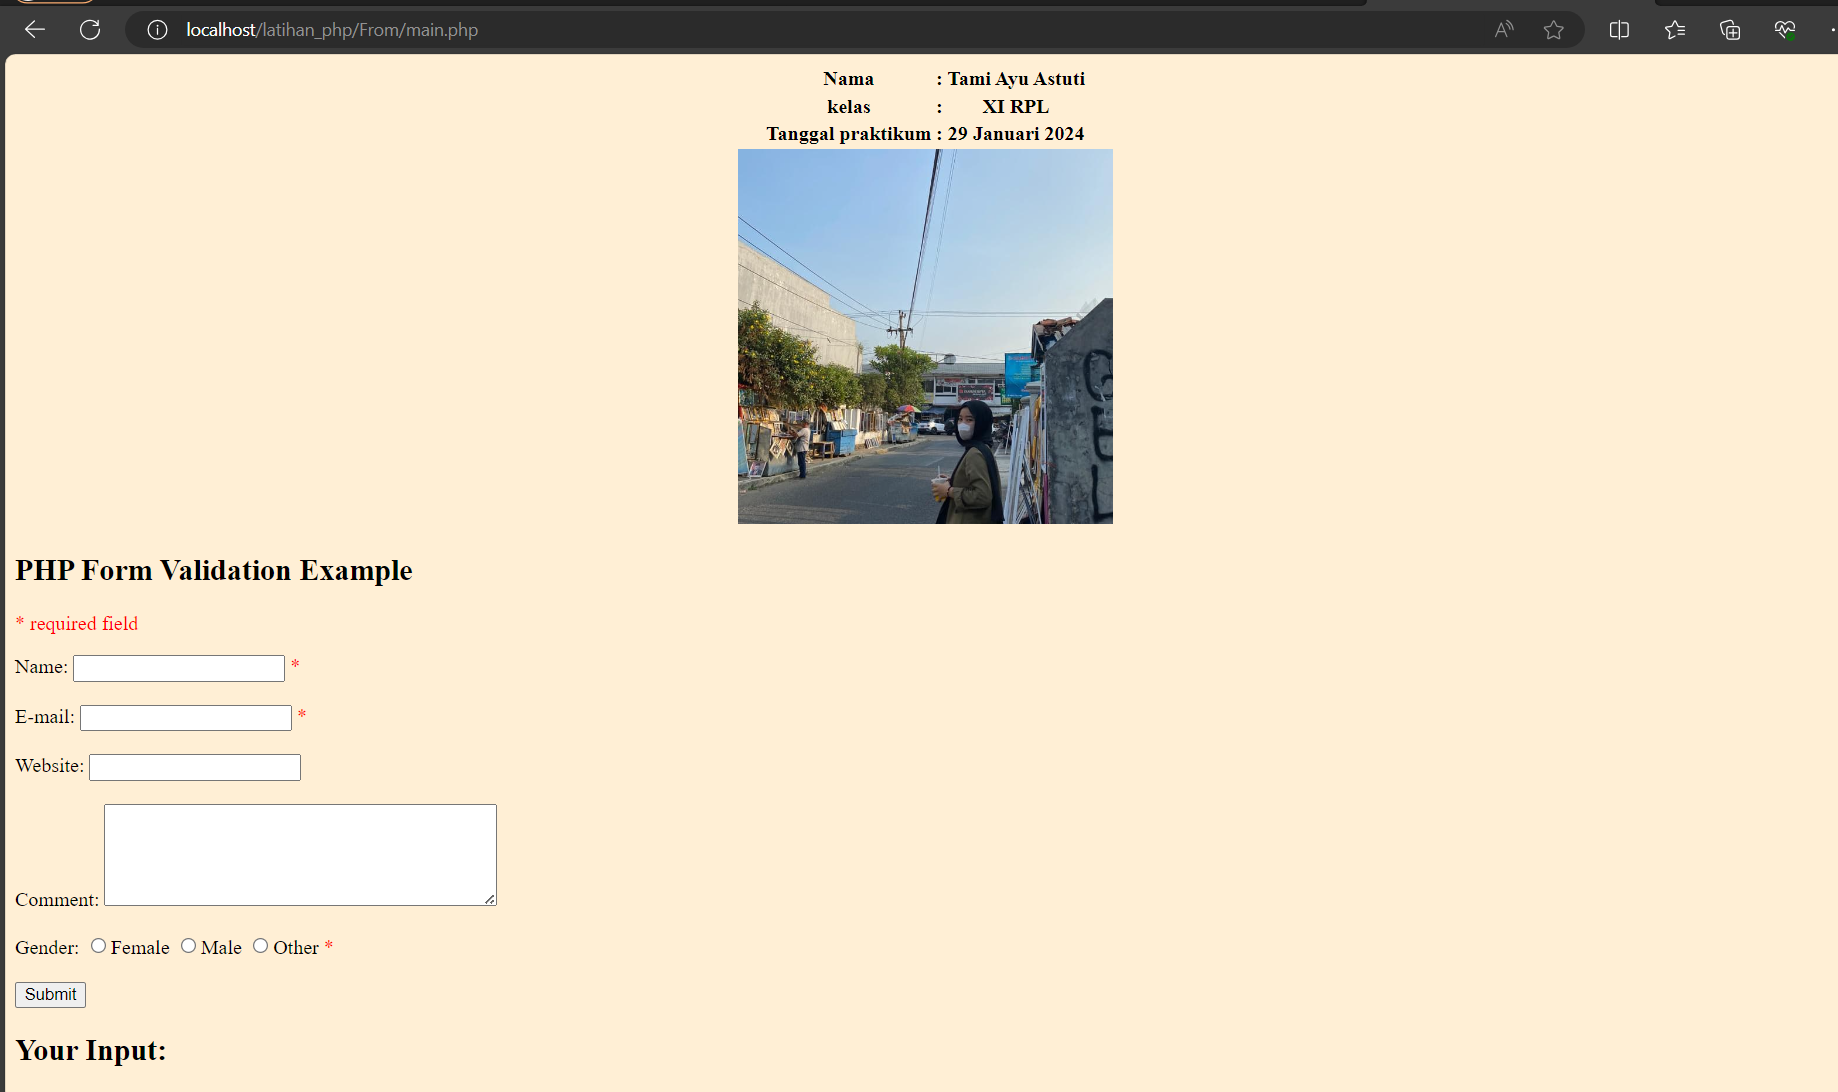 localhost/latihan_php/From/main.php
Nama : Tami Ayu Astuti
kelas : XI RPL
Tanggal praktikum : 29 Januari 2024
PHP Form Validation Example
* required field
Name: *
E-mail: *
Website:
Comment:
Gender: Female Male Other *
Submit
Your Input: